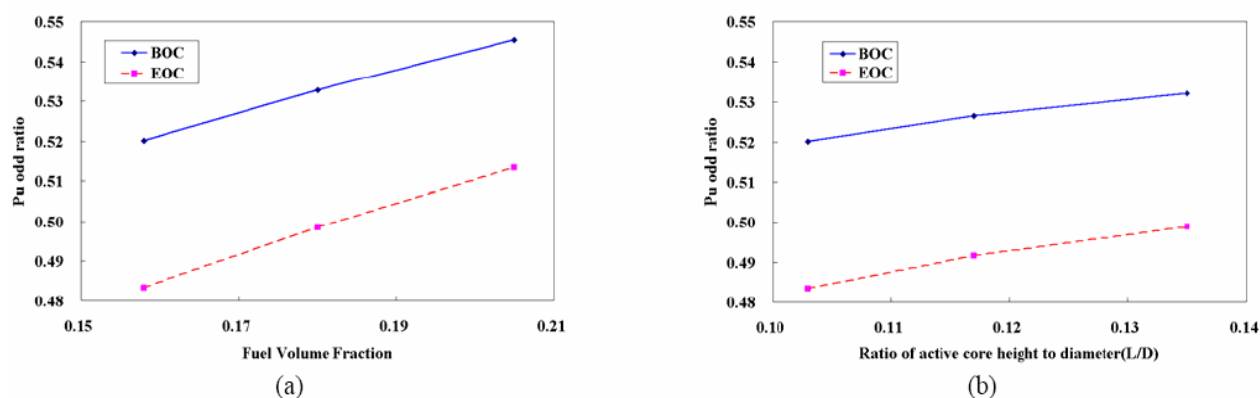 0.55
0.54
0.53
0.52
0.51
0.50
0.49
0.48
Pu odd ratio
BOC
EOC
0.15 0.17 0.19 0.21
Fuel Volume Fraction
(a)
0.55
0.54
0.53
0.52
0.51
0.50
0.49
0.48
Pu odd ratio
BOC
EOC
0.10 0.11 0.12 0.13 0.14
Ratio of active core height to diameter(L/D)
(b)